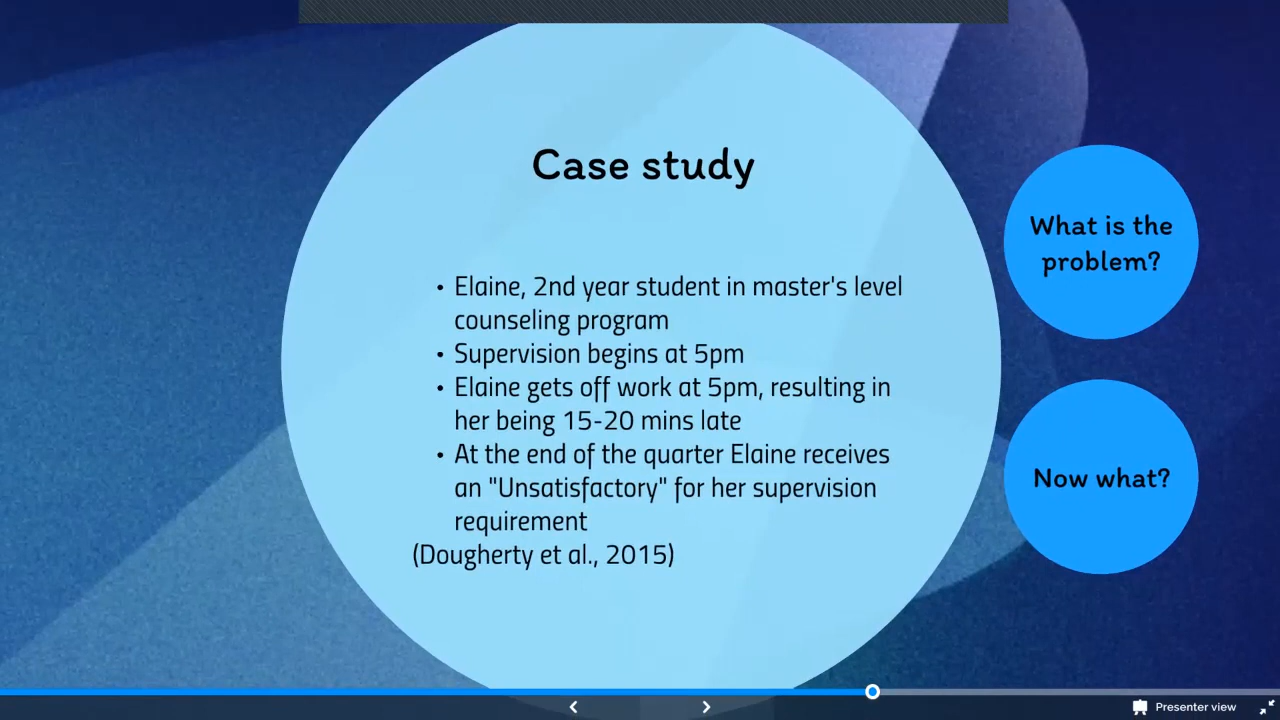 Case study
• Elaine, 2nd year student in master's level
counseling program
• Supervision begins at 5pm
• Elaine gets off work at 5pm, resulting in
her being 15-20 mins late
• At the end of the quarter Elaine receives
an "Unsatisfactory" for her supervision
requirement
(Dougherty et al., 2015)
What is the
problem?
Now what?
Presenter view